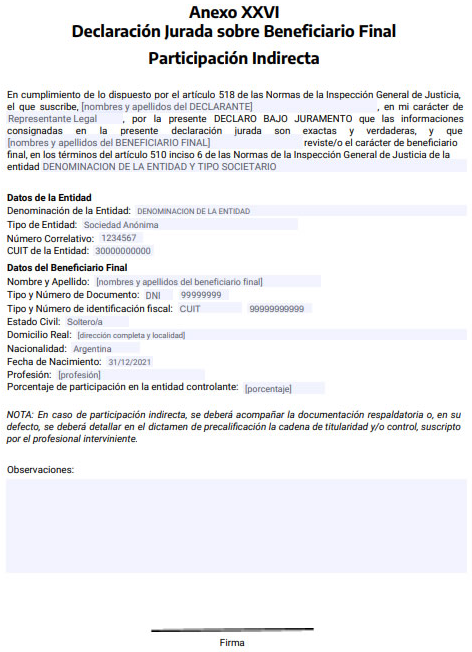 Anexo XXVI
Declaración Jurada sobre Beneficiario Final
Participación Indirecta
En cumplimiento de lo dispuesto por el artículo 518 de las Normas de la Inspección General de Justicia,
el que suscribe, [nombres y apellidos del DECLARANTE] , en mi carácter de
Representante Legal , por la presente DECLARO BAJO JURAMENTO que las informaciones
consignadas en la presente declaración jurada son exactas y verdaderas, y que
[nombres y apellidos del BENEFICIARIO FINAL] reviste/o el carácter de beneficiario
final, en los términos del artículo 510 inciso 6 de las Normas de la Inspección General de Justicia de la
entidad DENOMINACION DE LA ENTIDAD Y TIPO SOCIETARIO
Datos de la Entidad
Denominación de la Entidad: DENOMINACION DE LA ENTIDAD
Tipo de Entidad: Sociedad Anónima
Número Correlativo: 1234567
CUIT de la Entidad: 30000000000
Datos del Beneficiario Final
Nombre y Apellido: [nombres y apellidos del beneficiario final]
Tipo y Número de Documento: DNI 99999999
Tipo y Número de identificación fiscal: CUIT 99999999999
Estado Civil: Soltero/a
Domicilio Real: [dirección completa y localidad]
Nacionalidad: Argentina
Fecha de Nacimiento: 31/12/2021
Profesión: [profesión]
Porcentaje de participación en la entidad controlante: [porcentaje]
NOTA: En caso de participación indirecta, se deberá acompañar la documentación respaldatoria o, en su
defecto, se deberá detallar en el dictamen de precalificación la cadena de titularidad y/o control, suscripto
por el profesional interviniente.
Observaciones:
Firma